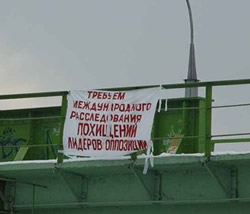 ТРЕБУЕМ
МЕЖДУНАРОДНОГО
РАССЛЕДОВАНИЯ
ПОХИЩЕНИЙ
ЛИДЕРОВ ОППОЗИЦИИ